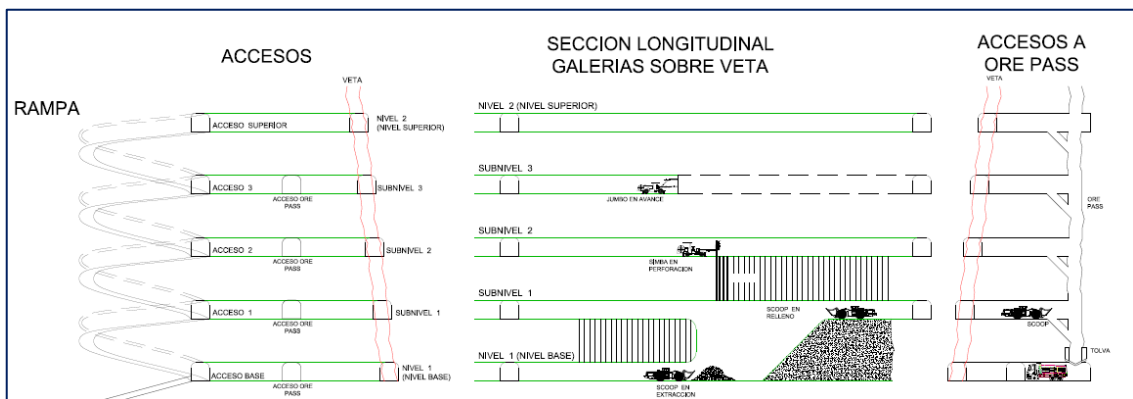 ACCESOS
SECCION LONGITUDINAL
GALERIAS SOBRE VETA
ACCESOS A
ORE PASS
RAMPA
VETA
ACCESO SUPERIOR
NIVEL 2
(NIVEL SUPERIOR)
ACCESO 3
ACCESO ORE
PASS
SUBNIVEL 3
ACCESO 2
ACCESO ORE
PASS
SUBNIVEL 2
ACCESO 1
ACCESO ORE
PASS
SUBNIVEL 1
ACCESO BASE
ACCESO ORE
PASS
NIVEL 1
(NIVEL BASE)
NIVEL 2 (NIVEL SUPERIOR)
SUBNIVEL 3
JUMBO EN AVANCE
SUBNIVEL 2
SIMBA EN
PERFORACION
SUBNIVEL 1
SCOOP EN
RELLENO
NIVEL 1 (NIVEL BASE)
SCOOP EN
EXTRACCION
VETA
ORE
PASS
SCOOP
TOLVA